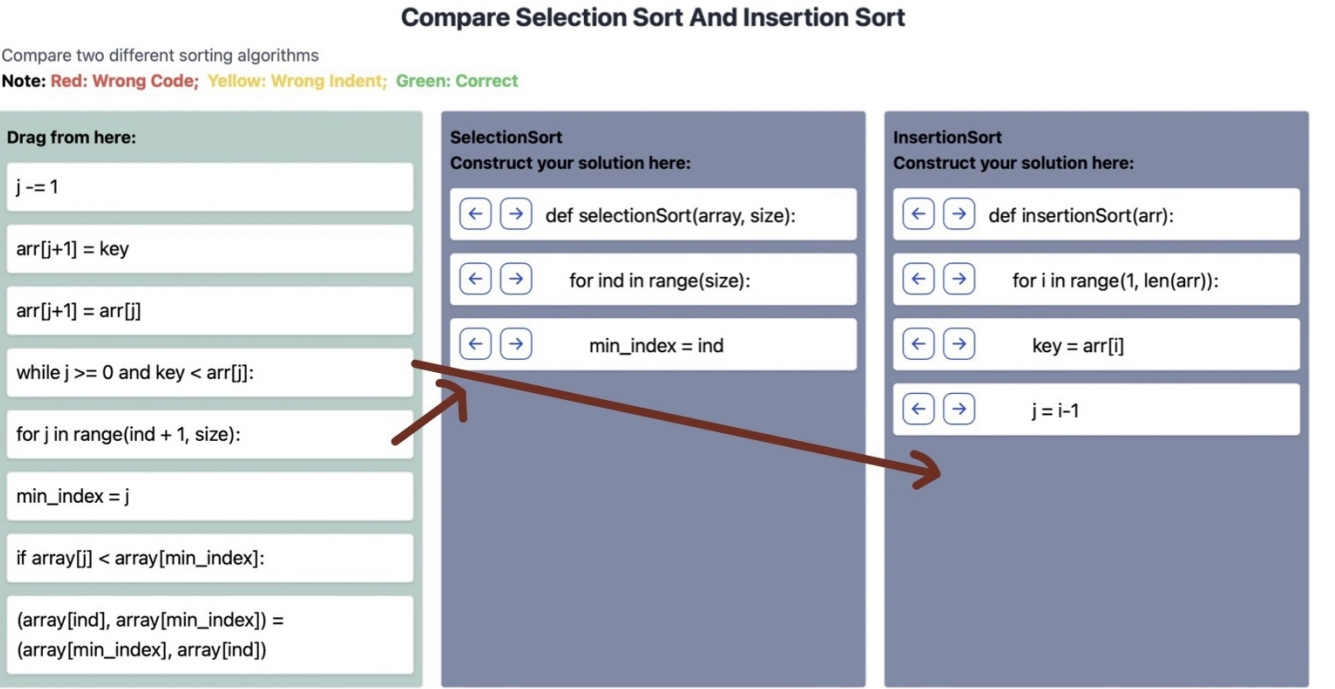 Compare Selection Sort And Insertion Sort
Compare two different sorting algorithms
Note: Red: Wrong Code; Yellow: Wrong Indent; Green: Correct
Drag from here:
j -= 1
arr[j+1] = key
arr[j+1] = arr[j]
while j >= 0 and key < arr[j]:
for j in range(ind + 1, size):
min_index = j
if array[j] < array[min_index]:
(array[ind], array[min_index]) =
(array[min_index], array[ind])
SelectionSort
Construct your solution here:
← → def selectionSort(array, size):
← → for ind in range(size):
← → min_index = ind
InsertionSort
Construct your solution here:
← → def insertionSort(arr):
← → for i in range(1, len(arr)):
← → key = arr[i]
← → j = i-1